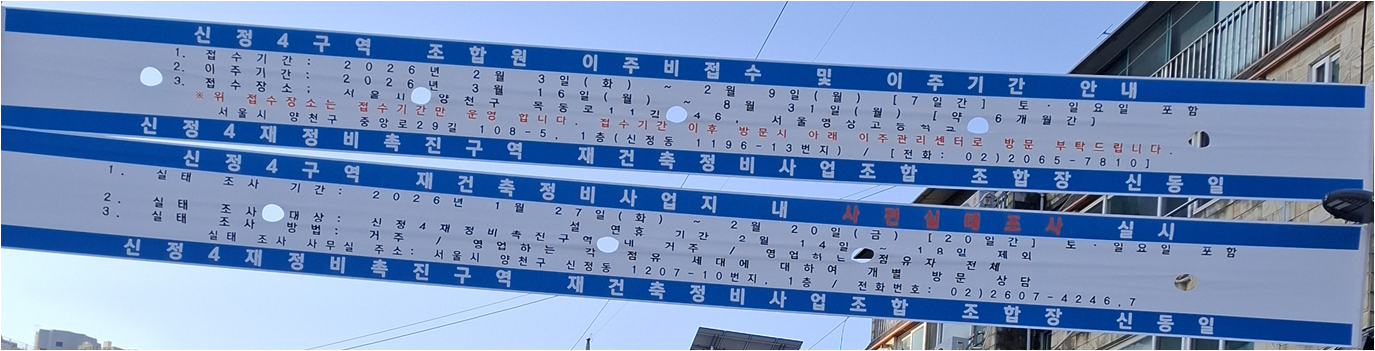 신정4구역 조합원 이주비접수 및 이주기간 안내
1. 접수기간: 2026년 2월 3일(화) ~ 2월 9일(월) [7일간] 토·일요일 포함
2. 이주기간: 2026년 3월 16일(월) ~ 8월 31일(월) [약 6개월간)
3. 접수장소; 서울시 양천구 목동로11길 46, 서울영상고등학교
※위 접수장소는 접수기간만 운영 합니다. 접수기간 이후 방문시 아래 이주관리센터로 방문 부탁드립니다.
서울시 양천구 중앙로29길 108-5, 1층(신정동 1196-13번지) / [전화: 02)2065-7810]
신정4재정비촉진구역 재건축정비사업조합 조합장 신동일
신정4구역 재건축정비사업지 내 사전실태조사 실시
1. 실태 조사 기간: 2026년 1월 27일(화) ~ 2월 20일(금) [20일간] 토·일요일 포함
설 연휴 기간 2월 14일 ~ 18일 제외
2. 실태 조사 대상: 신정4재정비촉진구역 내 거주 / 영업하는 점유자 전체
3. 실태 조사 방법: 거주 / 영업하는 각 점유 세대에 대하여 개별 방문 상담
실태 조사 사무실 주소: 서울시 양천구 신정동 1207-10번지, 1층 / 전화번호: 02)2607-4246,7
신정4재정비촉진구역 재건축정비사업조합 조합장 신동일